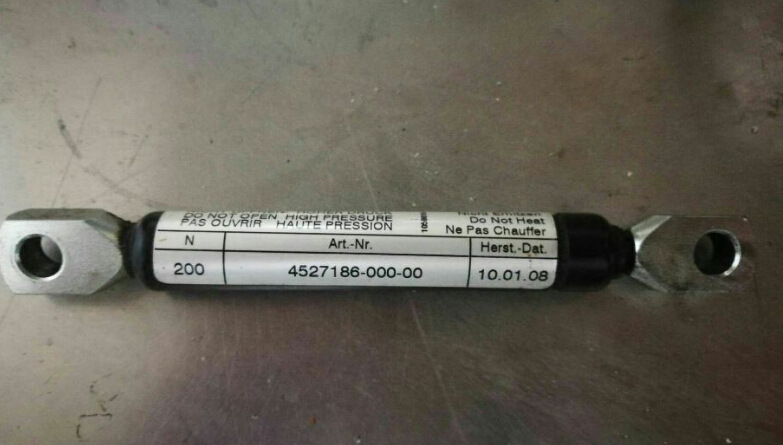 DO NOT OPEN HIGH PRESSURE
PAS OUVRIR HAUTE PRESSION
Do Not Heat
Ne Pas Chauffer
N Art.-Nr. Herst.-Dat.
200 4527186-000-00 10.01.08